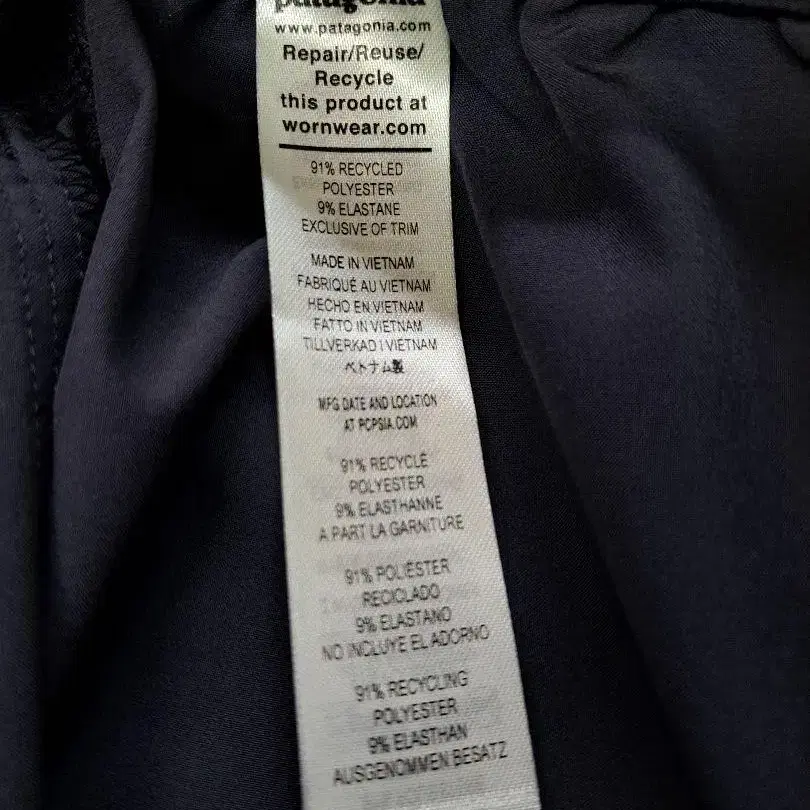 patagonia
www.patagonia.com
Repair/Reuse/
Recycle
this product at
wornwear.com
91% RECYCLED
POLYESTER
9% ELASTANE
EXCLUSIVE OF TRIM
MADE IN VIETNAM
FABRIQUÉ AU VIETNAM
HECHO EN VIETNAM
FATTO IN VIETNAM
TILLVERKAD I VIETNAM
ベトナム製
MFG DATE AND LOCATION
AT PCPSIA.COM
91% RECYCLÉ
POLYESTER
9% ELASTHANNE
A PART LA GARNITURE
91% POLIÉSTER
RECICLADO
9% ELASTANO
NO INCLUYE EL ADORNO
91% RECYCLING
POLYESTER
9% ELASTHAN
AUSGENOMMEN BESATZ